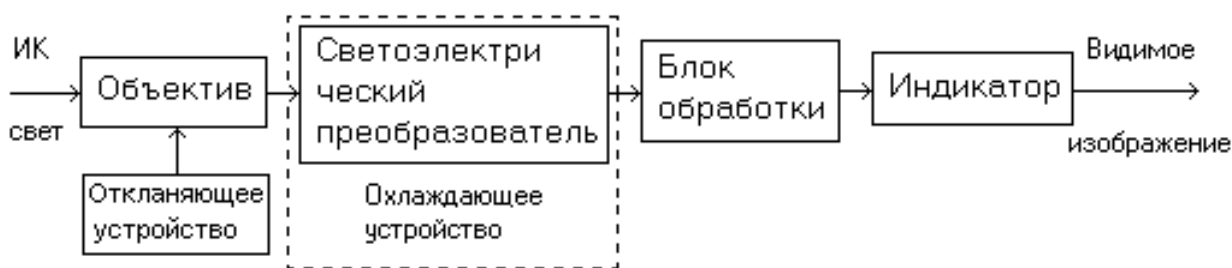 ИК
свет
Объектив
Откланяющее
устройство
Светоэлектри
ческий
преобразователь
Охлаждающее
устройство
Блок
обработки
Индикатор
Видимое
изображение